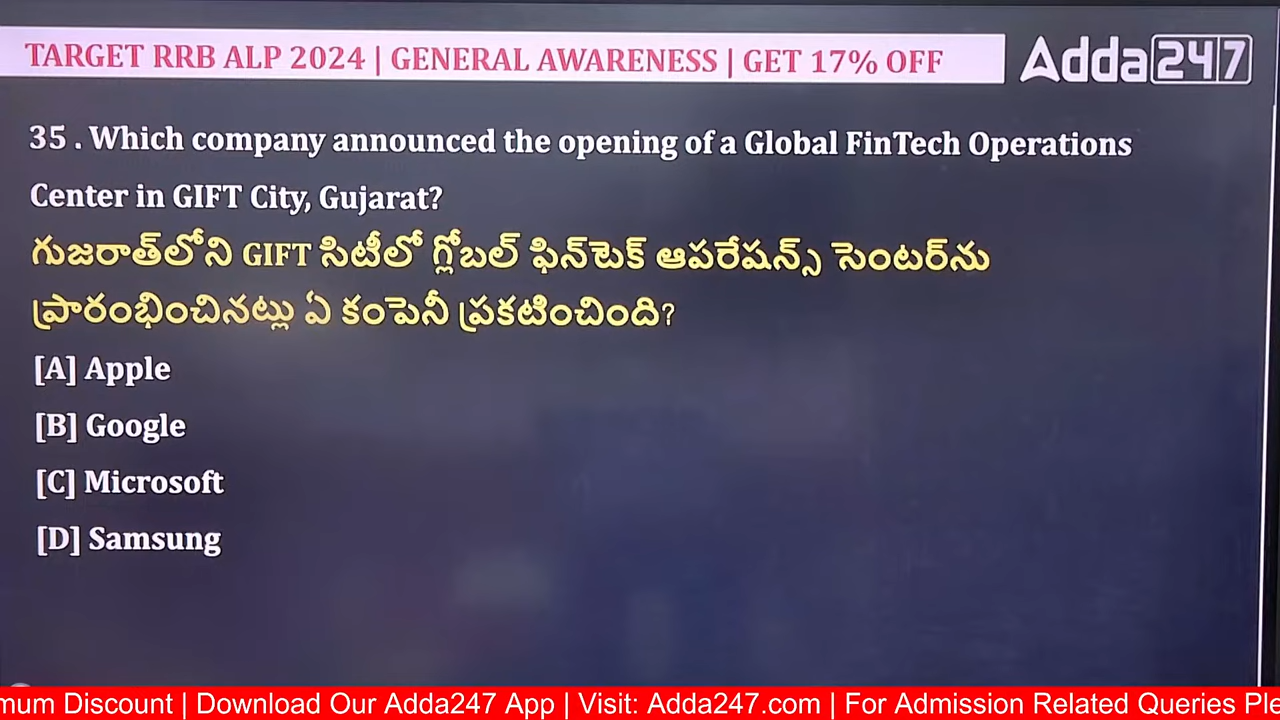 TARGET RRB ALP 2024 | GENERAL AWARENESS | GET 17% OFF
Adda247
35 . Which company announced the opening of a Global FinTech Operations
Center in GIFT City, Gujarat?
గుజరాత్‌లోని GIFT సిటీలో గ్లోబల్ ఫిన్‌టెక్ ఆపరేషన్స్ సెంటర్‌ను
ప్రారంభించినట్లు ఏ కంపెనీ ప్రకటించింది?
[A] Apple
[B] Google
[C] Microsoft
[D] Samsung
Discount | Download Our Adda247 App | Visit: Adda247.com | For Admission Related Queries